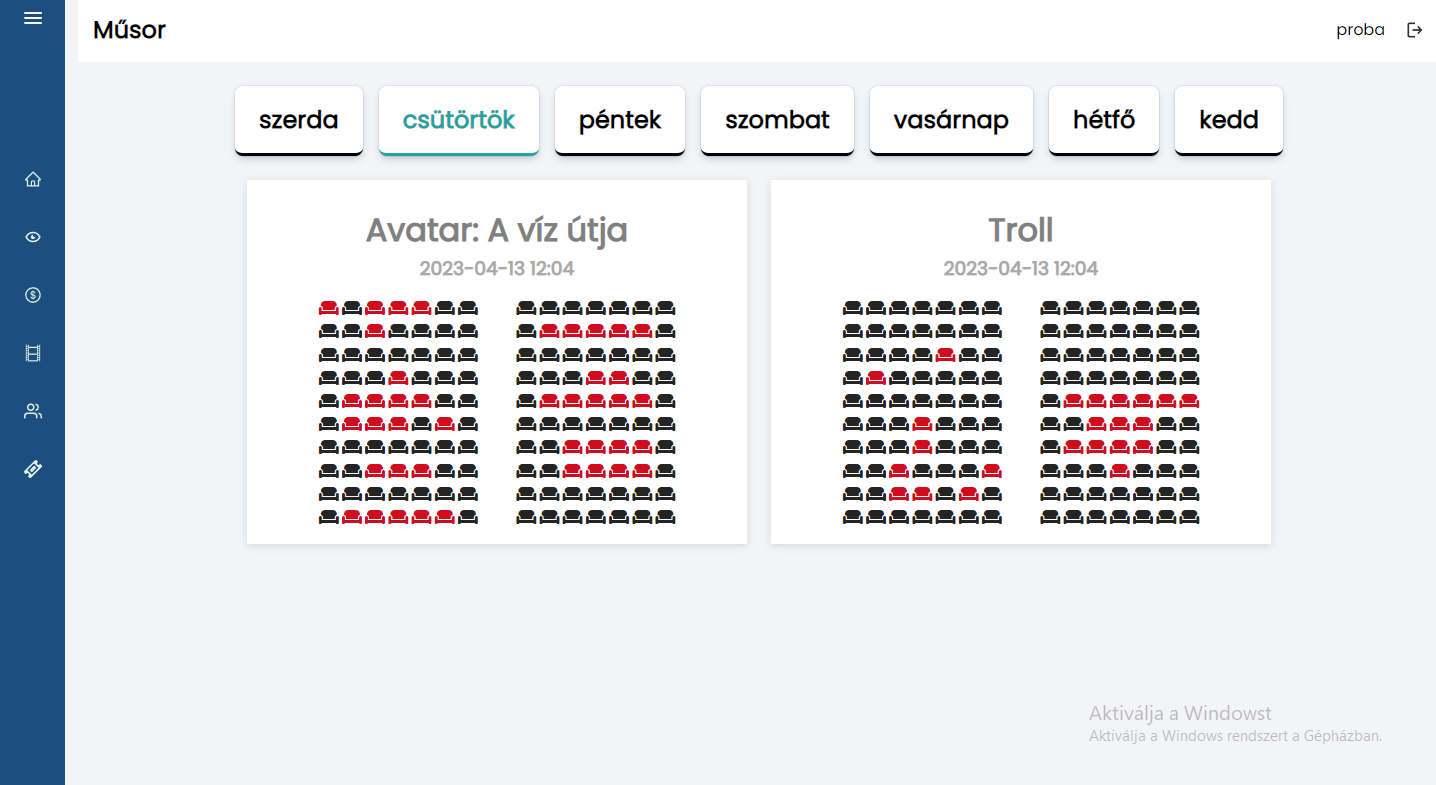 Műsor
proba
szerda
csütörtök
péntek
szombat
vasárnap
hétfő
kedd
Avatar: A víz útja
2023-04-13 12:04
Troll
2023-04-13 12:04
Aktiválja a Windowst
Aktiválja a Windows rendszert a Gépházban.